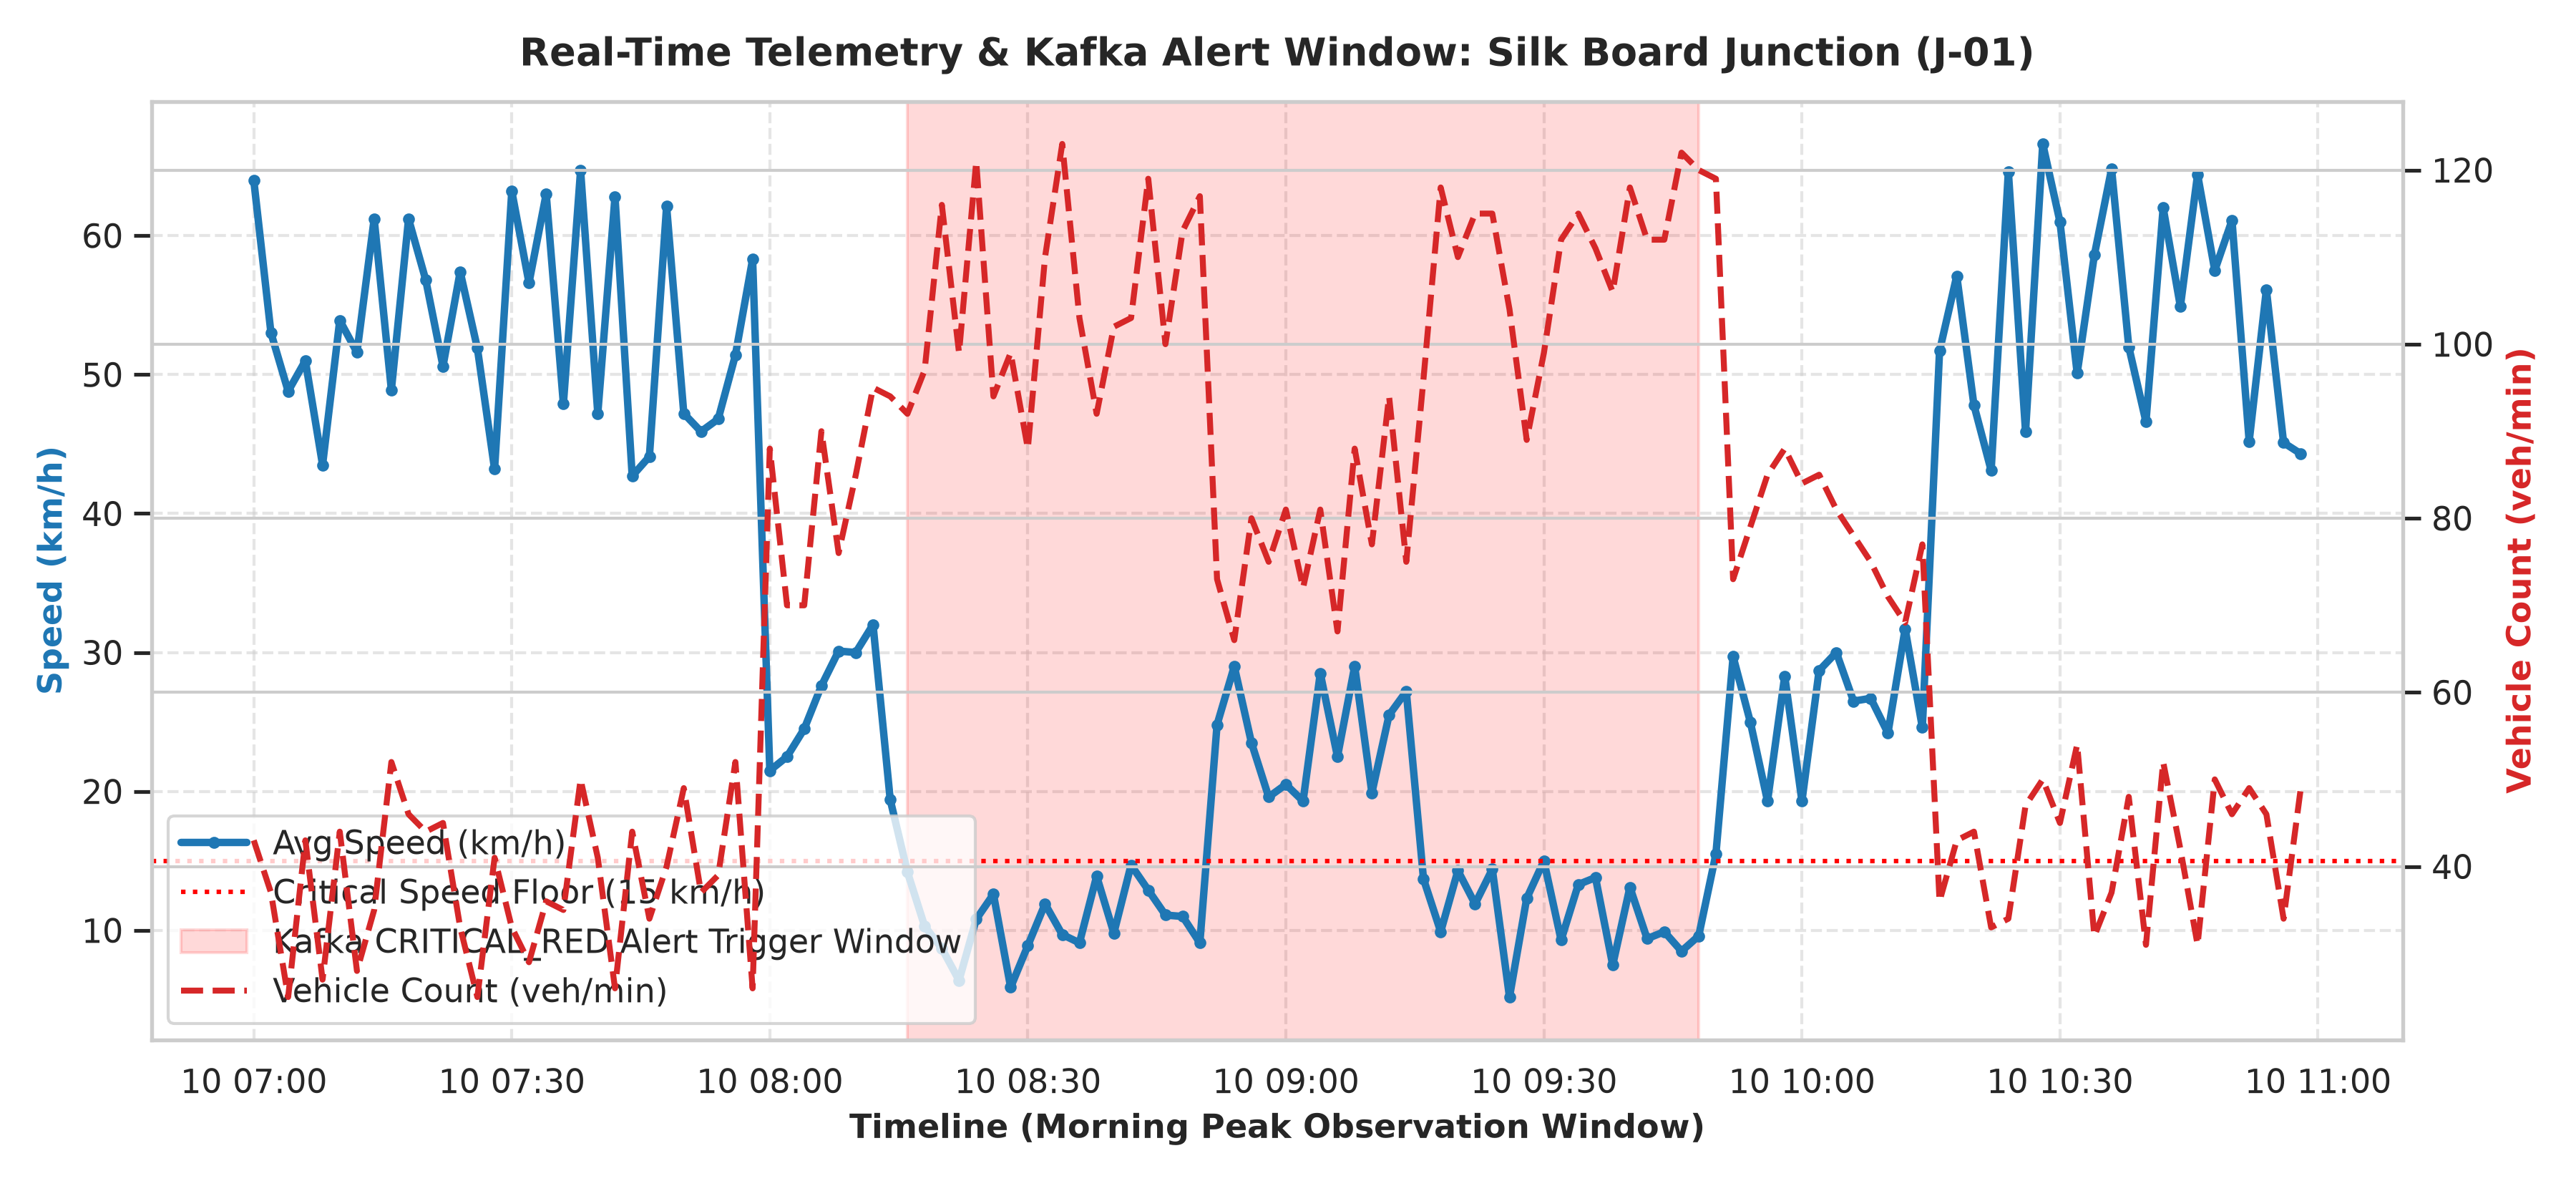 Real-Time Telemetry & Kafka Alert Window: Silk Board Junction (J-01)
Speed (km/h)
60
50
40
30
20
10
120
100
80
60
40
Vehicle Count (veh/min)
Avg Speed (km/h)
Critical Speed Floor (15 km/h)
Kafka CRITICAL_RED Alert Trigger Window
Vehicle Count (veh/min)
10 07:00 10 07:30 10 08:00 10 08:30 10 09:00 10 09:30 10 10:00 10 10:30 10 11:00
Timeline (Morning Peak Observation Window)